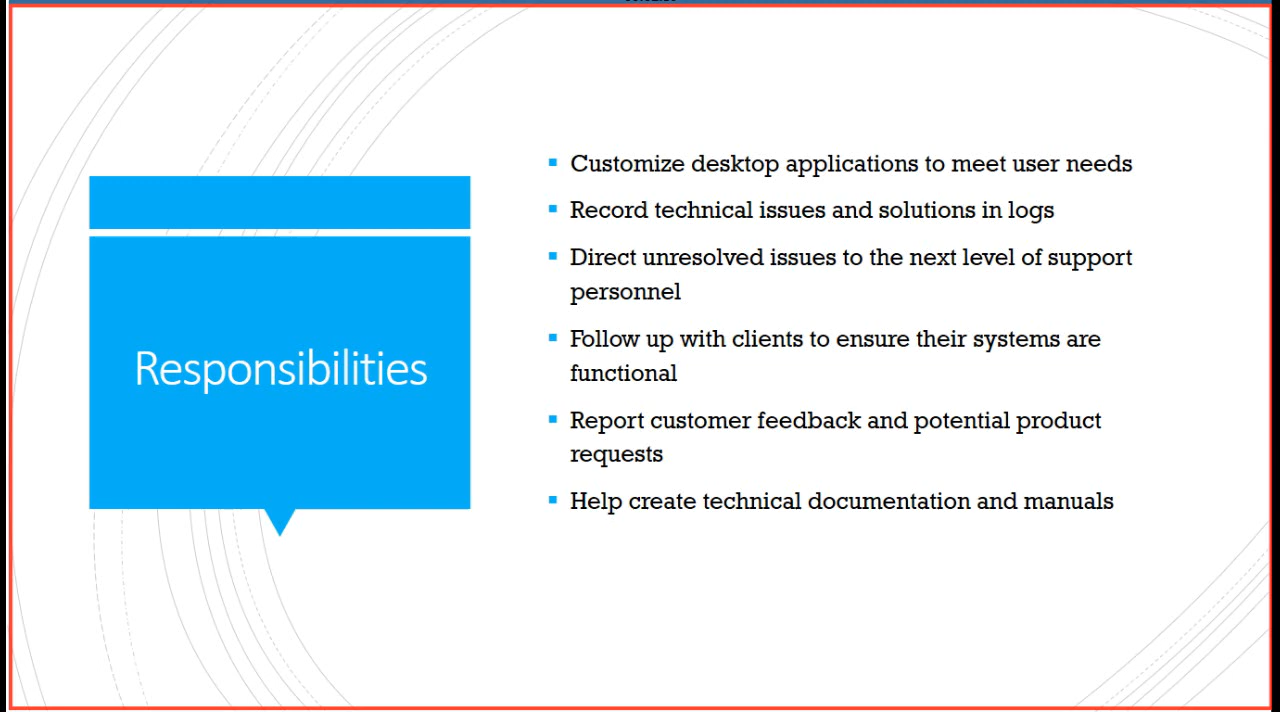 Responsibilities
Customize desktop applications to meet user needs
Record technical issues and solutions in logs
Direct unresolved issues to the next level of support
personnel
Follow up with clients to ensure their systems are
functional
Report customer feedback and potential product
requests
Help create technical documentation and manuals